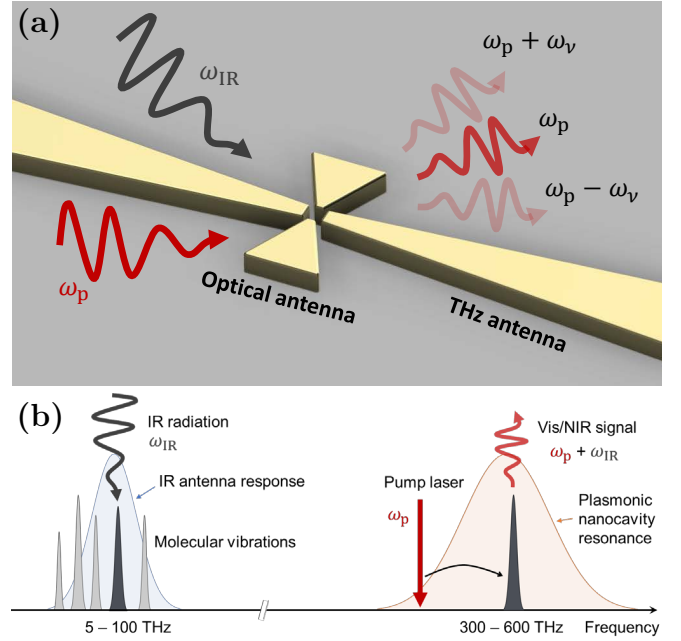 (a)
ω_IR
ω_p + ω_ν
ω_p
ω_p − ω_ν
ω_p
Optical antenna
THz antenna
(b)
IR radiation
ω_IR
IR antenna response
Molecular vibrations
Vis/NIR signal
ω_p + ω_IR
Pump laser
ω_p
Plasmonic
nanocavity
resonance
5 – 100 THz
300 – 600 THz
Frequency